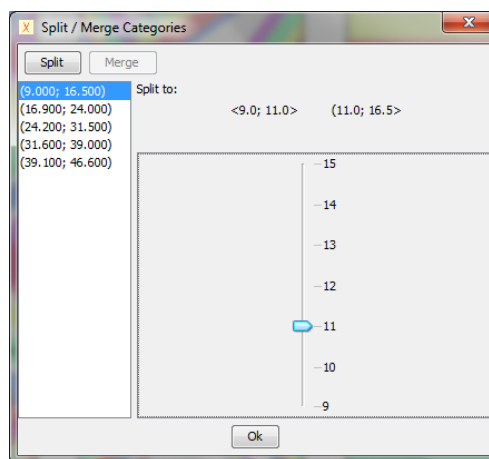 X Split / Merge Categories x
Split Merge
(9.000; 16.500)
(16.900; 24.000)
(24.200; 31.500)
(31.600; 39.000)
(39.100; 46.600)
Split to:
<9.0; 11.0> (11.0; 16.5>
15
14
13
12
11
10
9
Ok